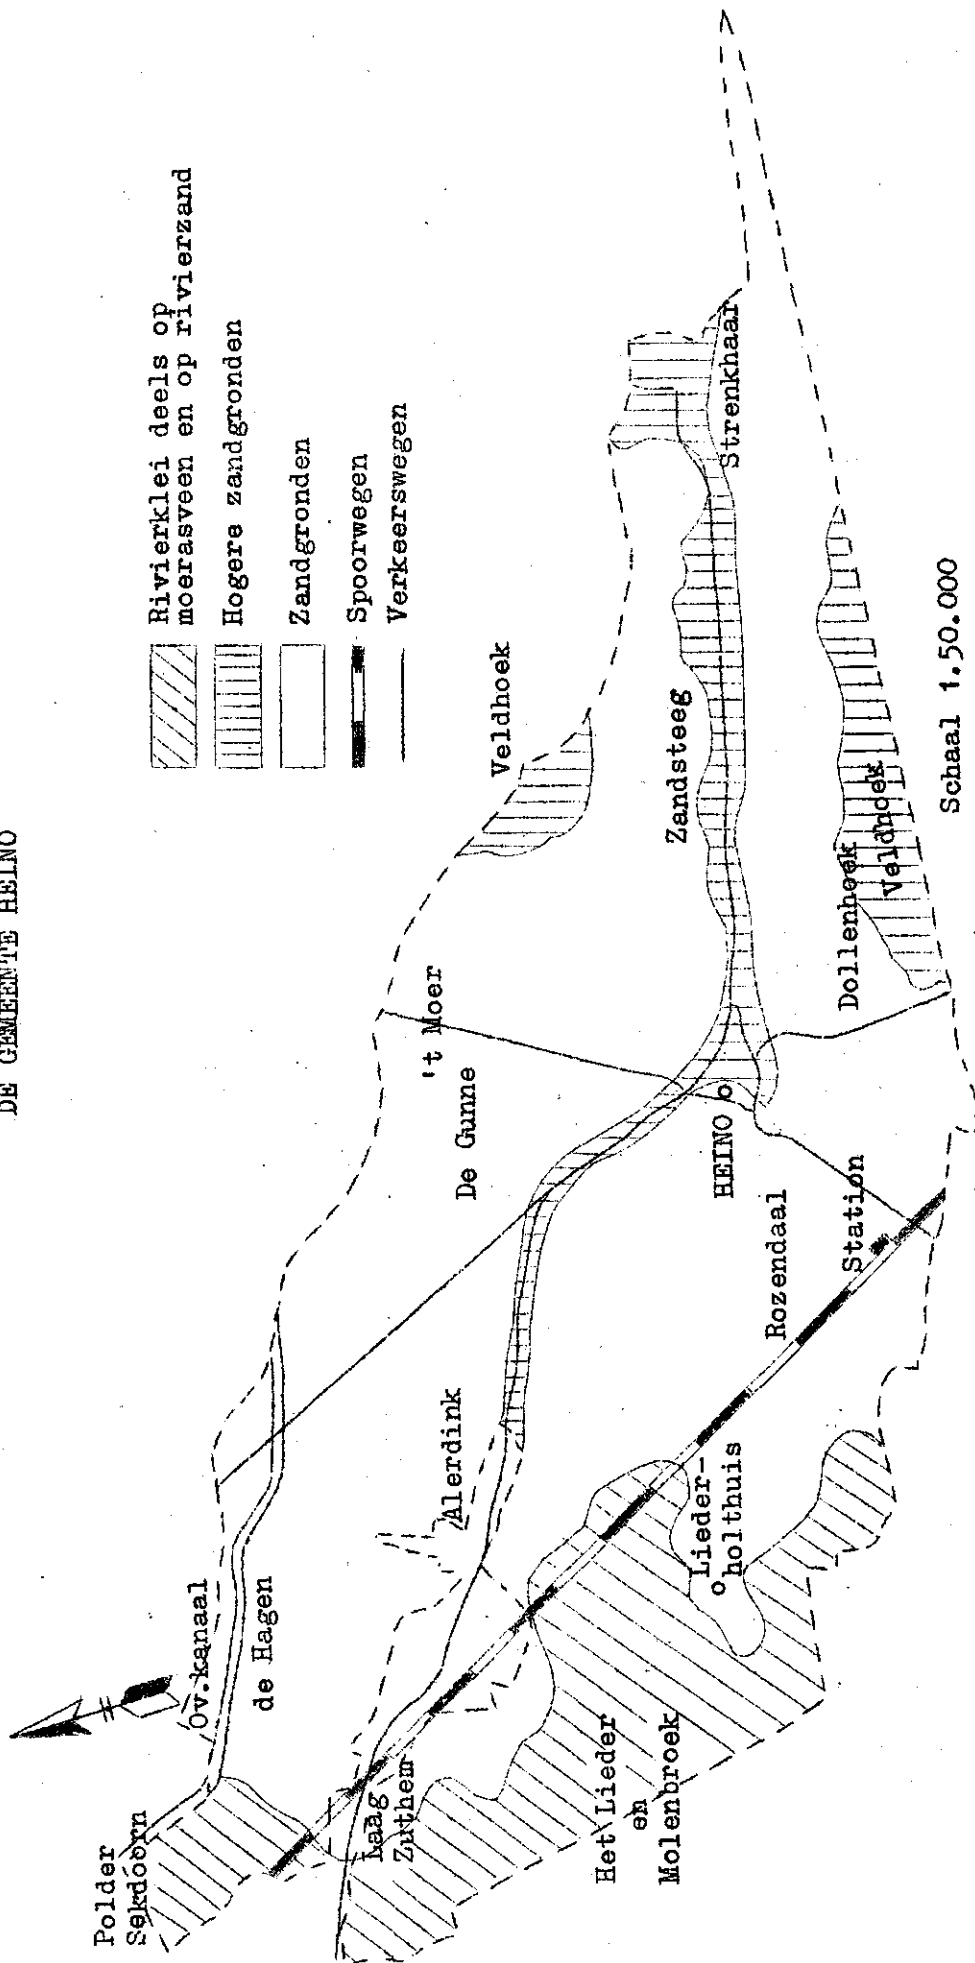 DE GEMEENTE HEINO
Rivierklei deels op
moerasveen en op rivierzand
Hogere zandgronden
Zandgronden
Spoorwegen
Verkeerswegen
Polder
Sekdoorn
Ov.kanaal
de Hagen
Laag
Zuthem
Alerdink
't Moer
De Gunne
Veldhoek
Het Lieder
en
Molenbroek
Lieder-
holthuis
Rozendaal
Station
HEINO
Zandsteeg
Strenkhaar
Dollenhoek
Veldhoek
Schaal 1.50.000